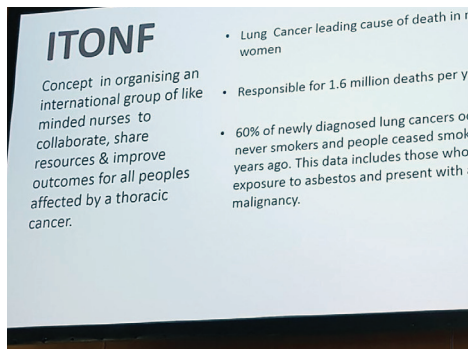 ITONF
Concept in organising an
international group of like
minded nurses to
collaborate, share
resources & improve
outcomes for all peoples
affected by a thoracic
cancer.
• Lung Cancer leading cause of death in
women
• Responsible for 1.6 million deaths per
• 60% of newly diagnosed lung cancers
never smokers and people ceased
years ago. This data includes those who
exposure to asbestos and present with
malignancy.